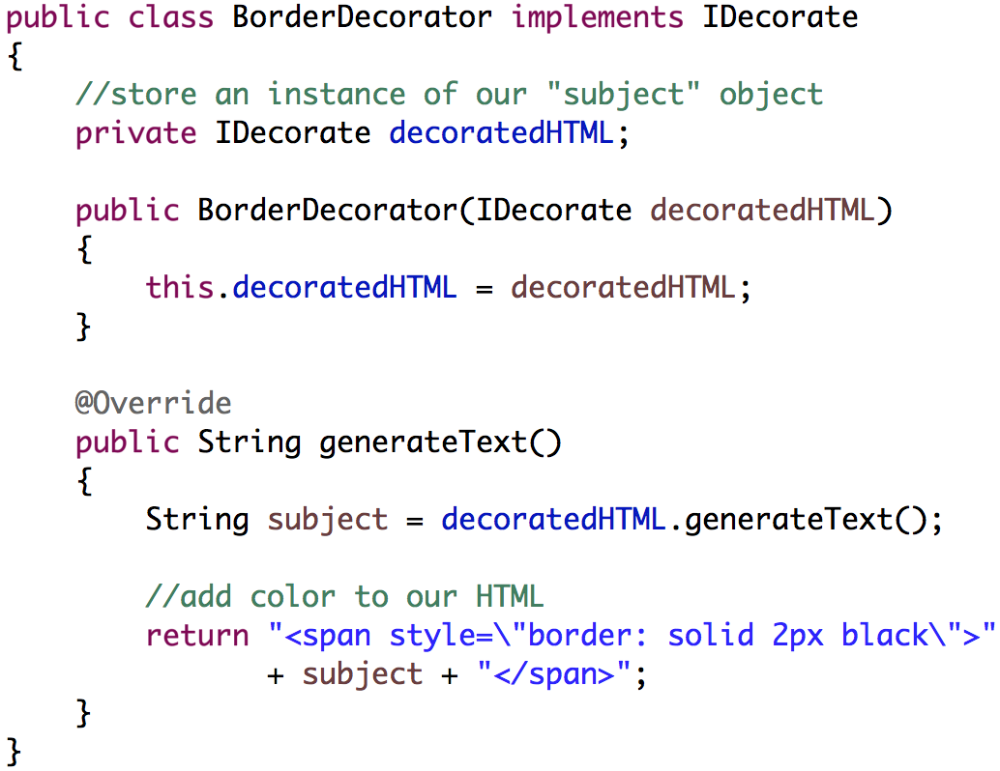 public class BorderDecorator implements IDecorate
{
    //store an instance of our "subject" object
    private IDecorate decoratedHTML;

    public BorderDecorator(IDecorate decoratedHTML)
    {
        this.decoratedHTML = decoratedHTML;
    }

    @Override
    public String generateText()
    {
        String subject = decoratedHTML.generateText();

        //add color to our HTML
        return "<span style=\"border: solid 2px black\">"
               + subject + "</span>";
    }
}